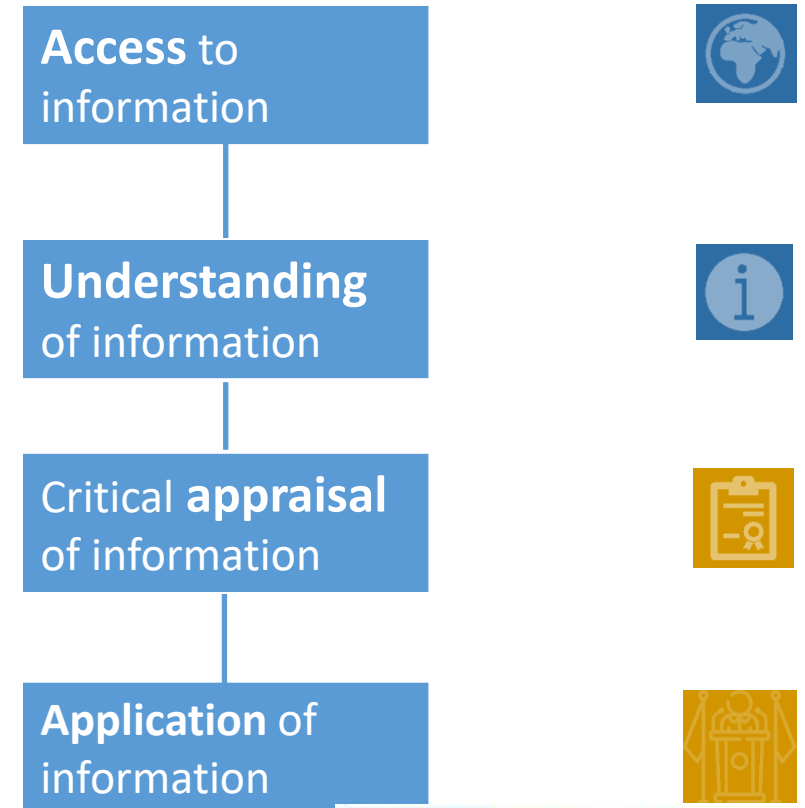 Access to
information
Understanding
of information
Critical appraisal
of information
Application of
information